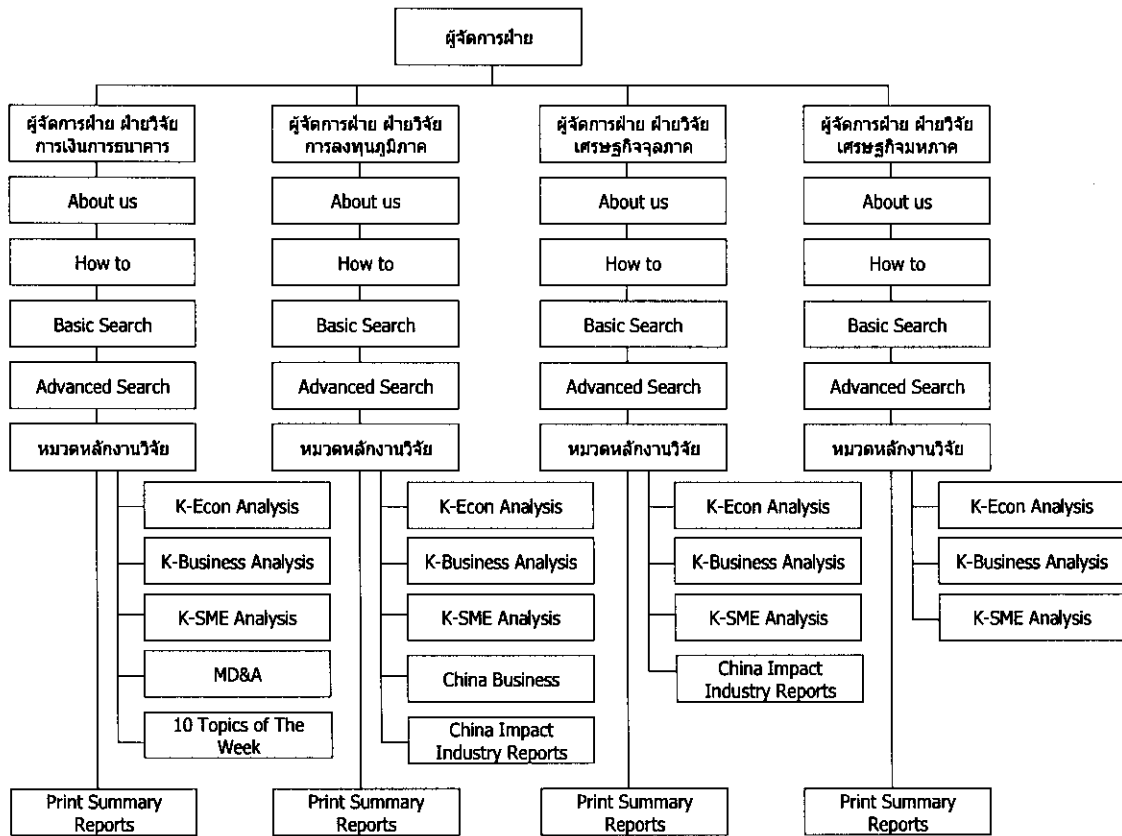 ผู้จัดการฝ่าย
ผู้จัดการฝ่าย ฝ่ายวิจัย
การเงินการธนาคาร
About us
How to
Basic Search
Advanced Search
หมวดหลักงานวิจัย
K-Econ Analysis
K-Business Analysis
K-SME Analysis
MD&A
10 Topics of The
Week
Print Summary
Reports
ผู้จัดการฝ่าย ฝ่ายวิจัย
การลงทุนภูมิภาค
About us
How to
Basic Search
Advanced Search
หมวดหลักงานวิจัย
K-Econ Analysis
K-Business Analysis
K-SME Analysis
China Business
China Impact
Industry Reports
Print Summary
Reports
ผู้จัดการฝ่าย ฝ่ายวิจัย
เศรษฐกิจจุลภาค
About us
How to
Basic Search
Advanced Search
หมวดหลักงานวิจัย
K-Econ Analysis
K-Business Analysis
K-SME Analysis
China Impact
Industry Reports
Print Summary
Reports
ผู้จัดการฝ่าย ฝ่ายวิจัย
เศรษฐกิจมหภาค
About us
How to
Basic Search
Advanced Search
หมวดหลักงานวิจัย
K-Econ Analysis
K-Business Analysis
K-SME Analysis
Print Summary
Reports